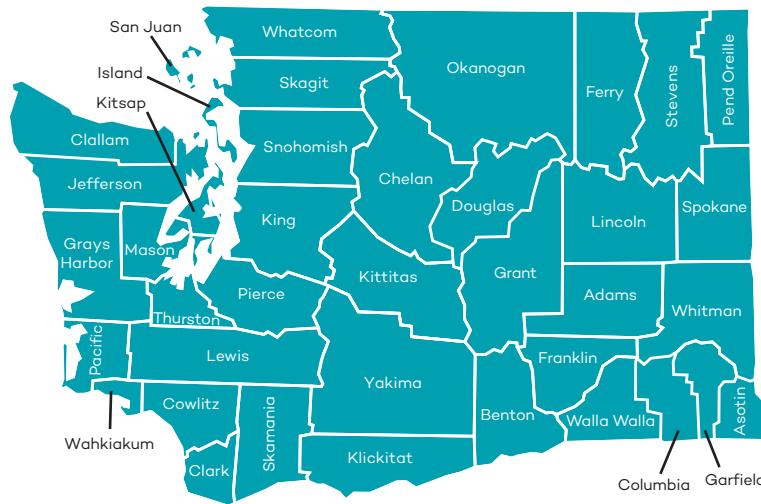 San Juan
Whatcom
Island
Skagit
Okanogan
Ferry
Stevens
Pend Oreille
Kitsap
Clallam
Snohomish
Chelan
Jefferson
Douglas
Lincoln
Spokane
King
Grays
Harbor
Mason
Kittitas
Grant
Pierce
Adams
Whitman
Thurston
Pacific
Lewis
Franklin
Yakima
Cowlitz
Skamania
Benton
Walla Walla
Asotin
Wahkiakum
Clark
Klickitat
Columbia
Garfield